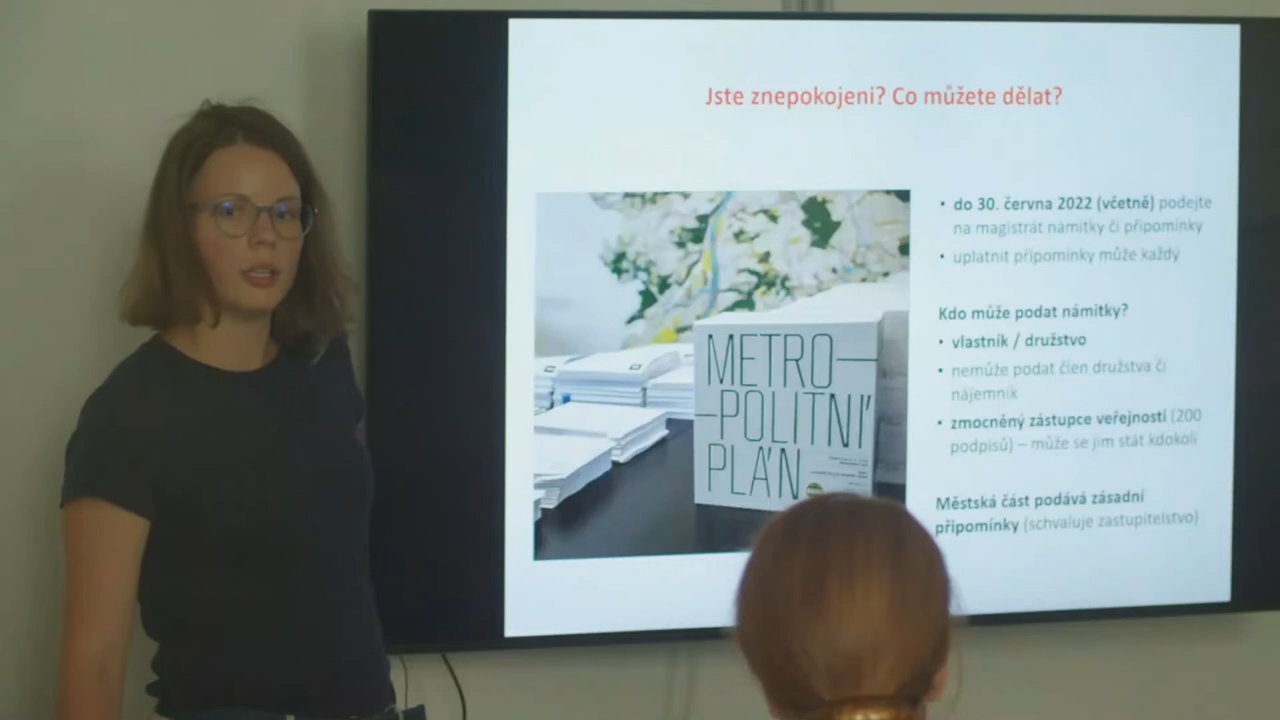 Jste znepokojeni? Co můžete dělat?
METRO-
-POLITNÍ
PLÁN
• do 30. června 2022 (včetně) podejte
na magistrát námitky či připomínky
• uplatnit připomínky může každý
Kdo může podat námitky?
• vlastník / družstvo
• nemůže podat člen družstva či
nájemník
• zmocněný zástupce veřejnosti (200
podpisů) – může se jím stát kdokoli
Městská část podává zásadní
připomínky (schvaluje zastupitelstvo)